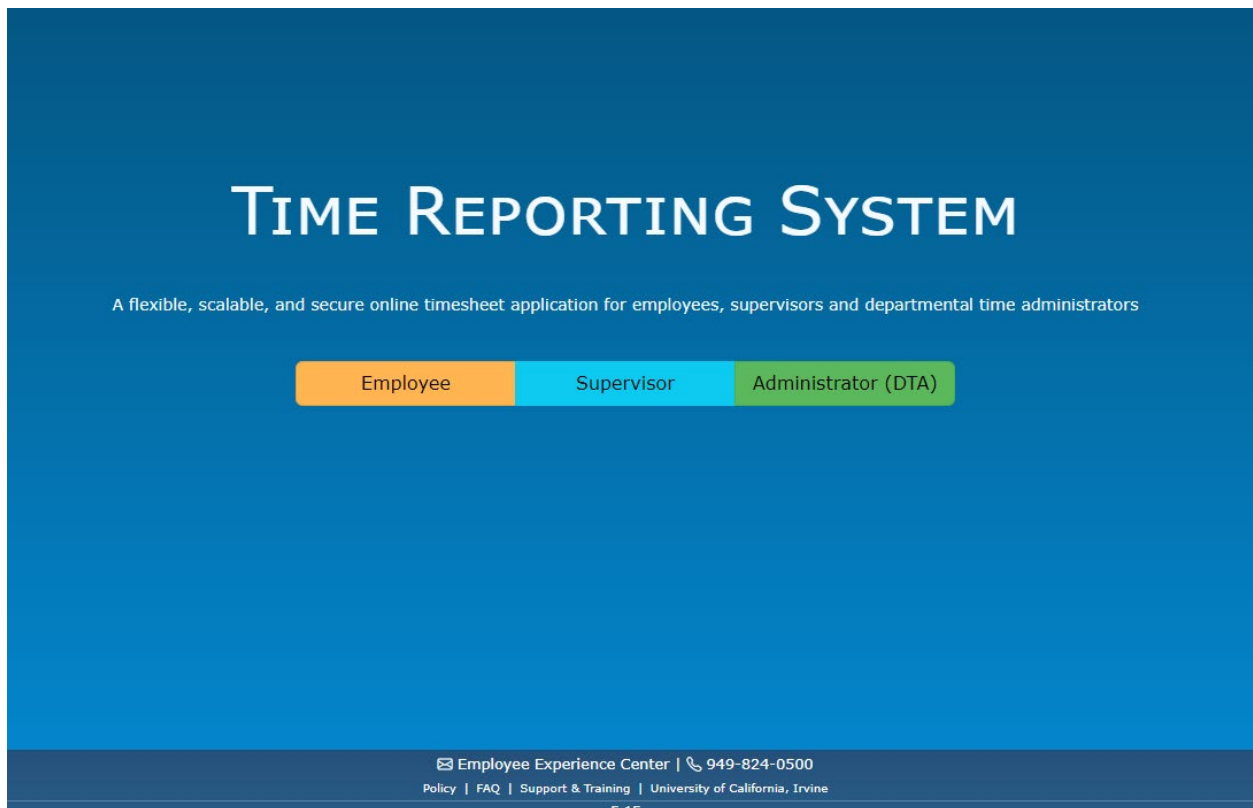 Time Reporting System
A flexible, scalable, and secure online timesheet application for employees, supervisors and departmental time administrators
Employee Supervisor Administrator (DTA)
Employee Experience Center | 949-824-0500
Policy | FAQ | Support & Training | University of California, Irvine